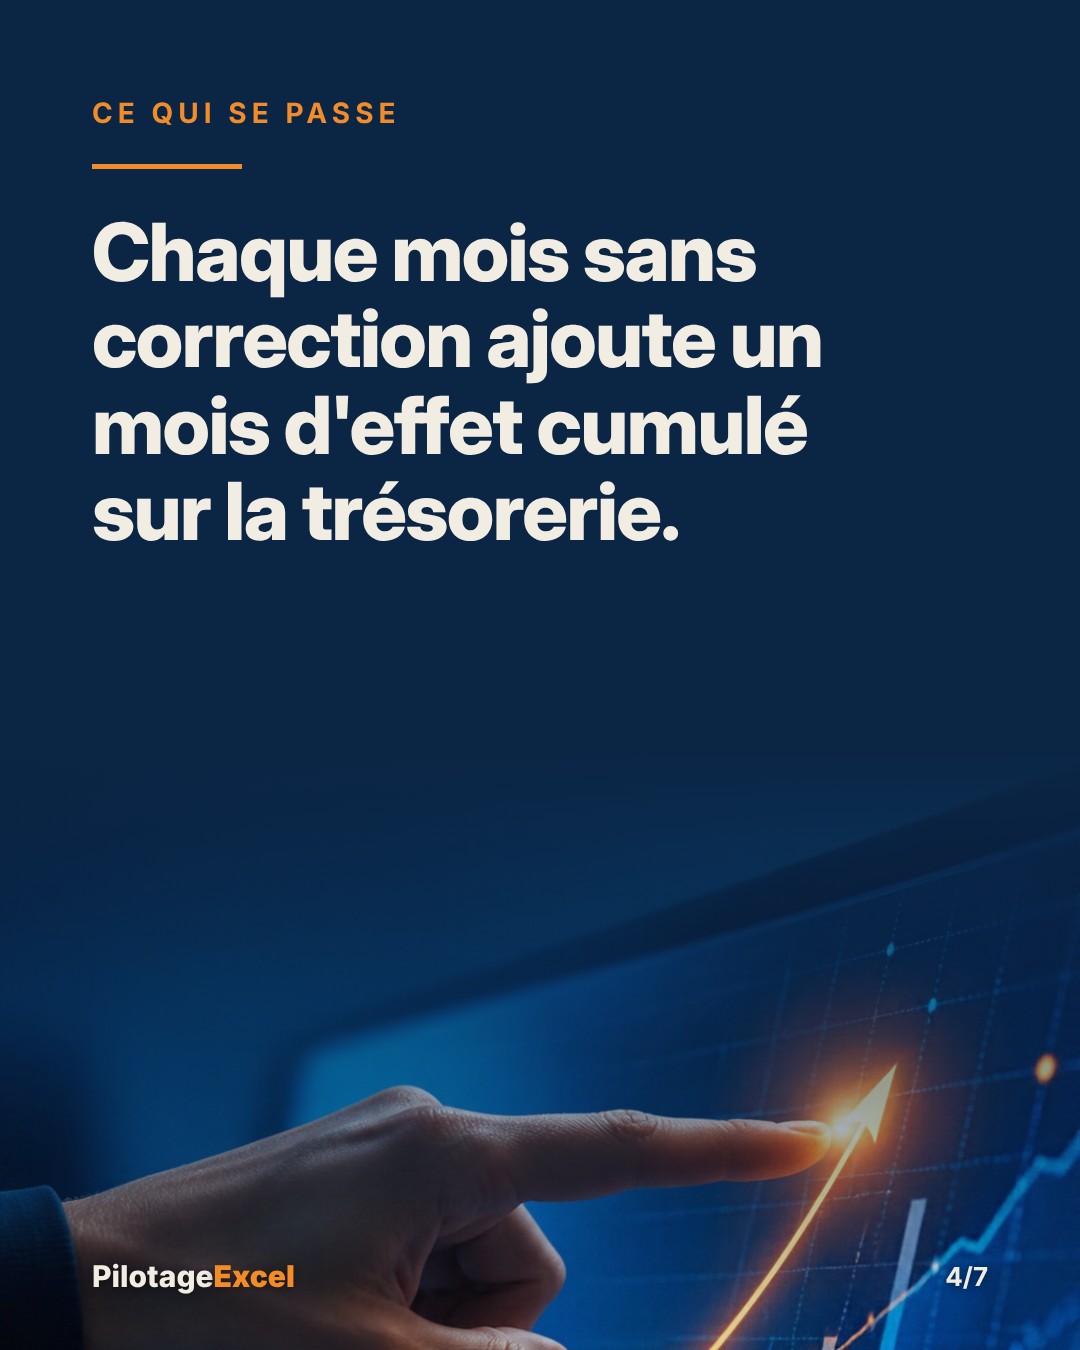 CE QUI SE PASSE
Chaque mois sans
correction ajoute un
mois d'effet cumulé
sur la trésorerie.
PilotageExcel
4/7